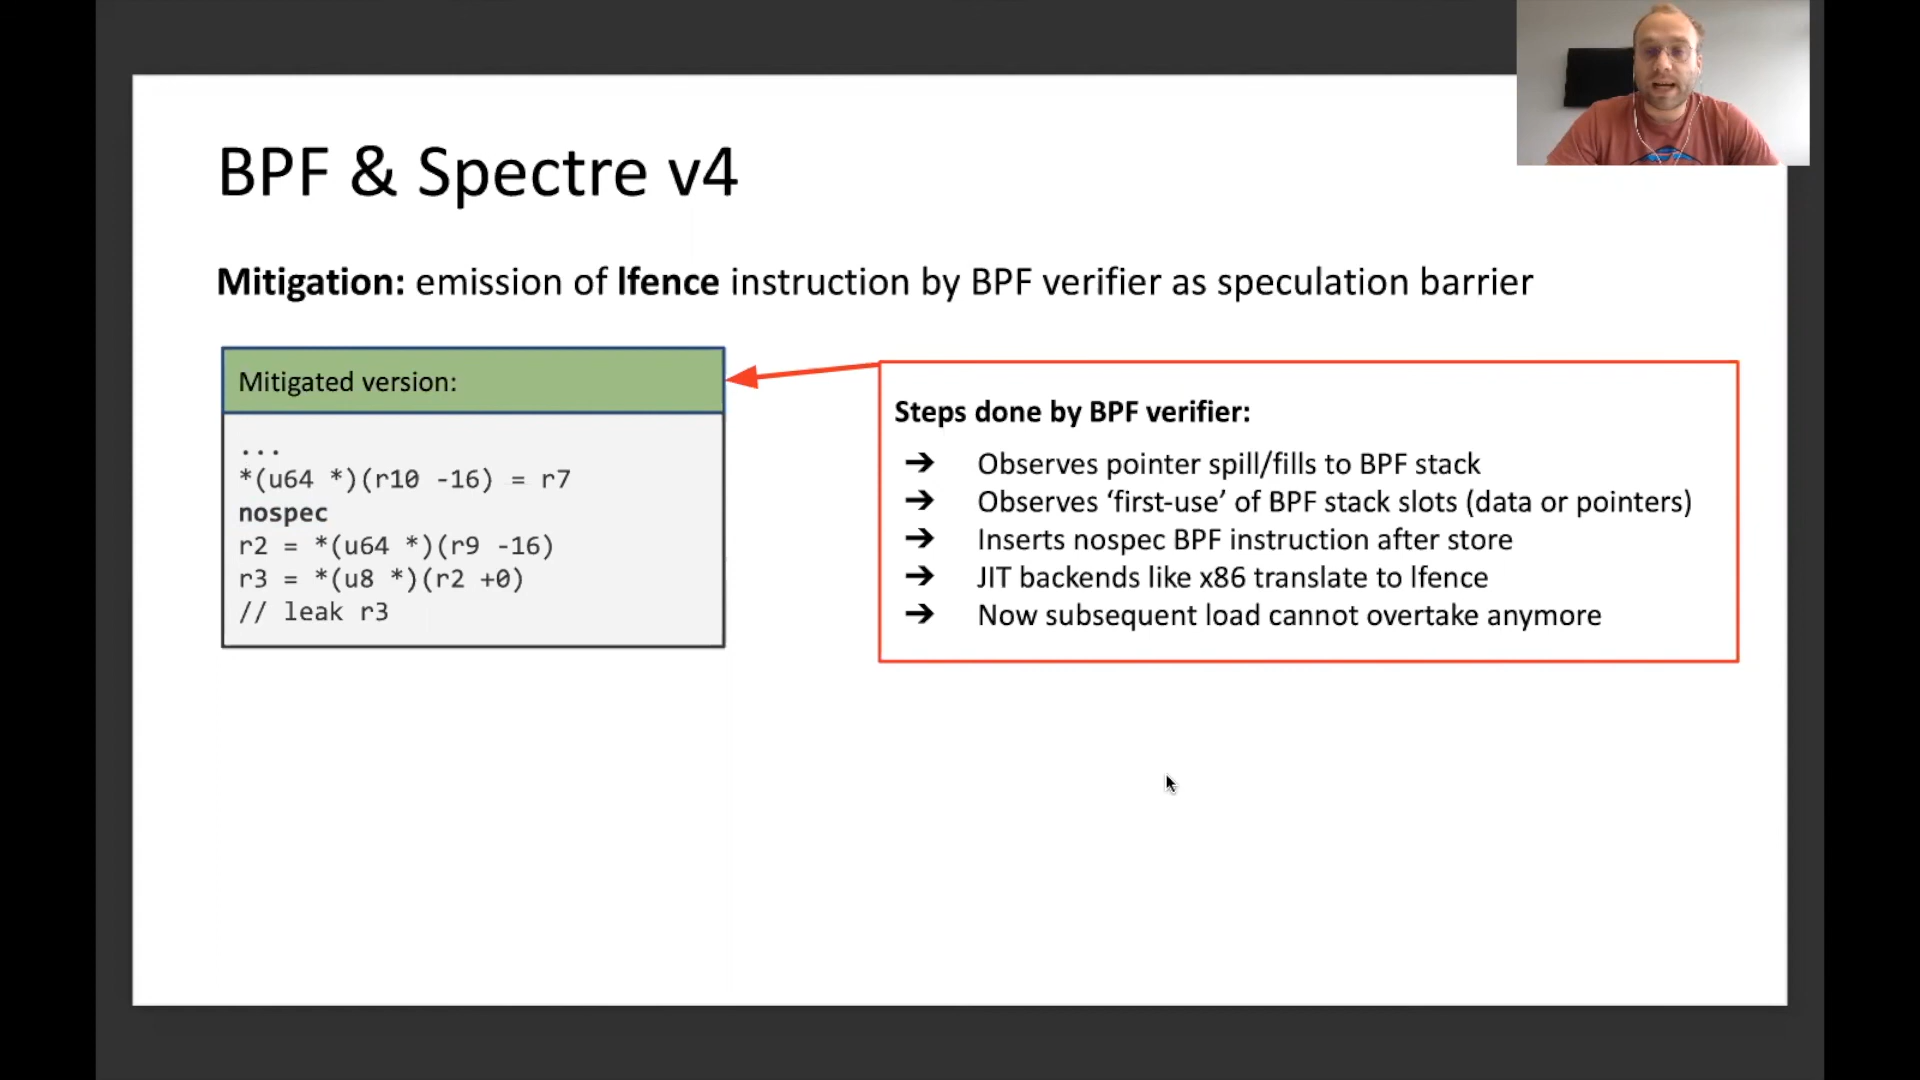 BPF & Spectre v4
Mitigation: emission of lfence instruction by BPF verifier as speculation barrier
Mitigated version:
...
*(u64 *)(r10 -16) = r7
nospec
r2 = *(u64 *)(r9 -16)
r3 = *(u8 *)(r2 +0)
// leak r3
Steps done by BPF verifier:
➔ Observes pointer spill/fills to BPF stack
➔ Observes ‘first-use’ of BPF stack slots (data or pointers)
➔ Inserts nospec BPF instruction after store
➔ JIT backends like x86 translate to lfence
➔ Now subsequent load cannot overtake anymore